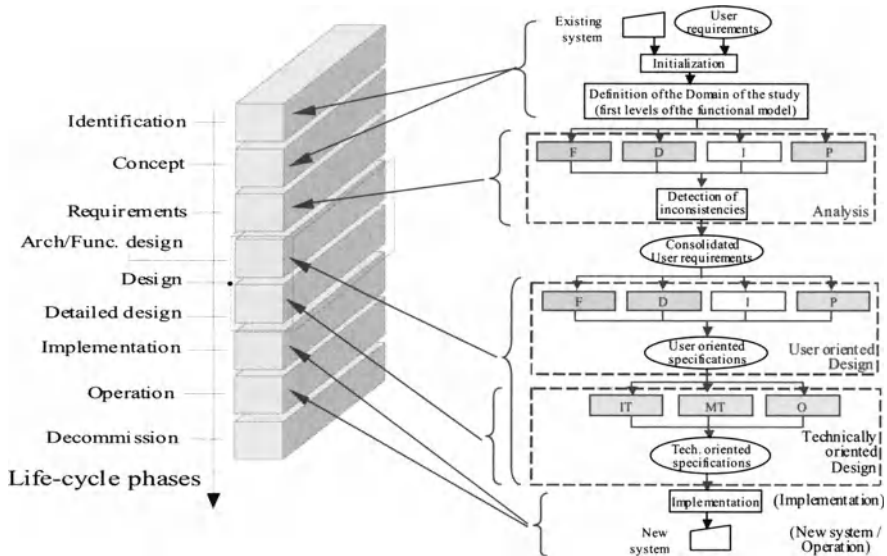 Identification
Concept
Requirements
Arch/Func. design
Design
Detailed design
Implementation
Operation
Decommission
Life-cycle phases
Existing
system
User
requirements
Initialization
Definition of the Domain of the study
(first levels of the functional model)
F
D
I
P
Detection of
inconsistencies
Analysis
Consolidated
User requirements
F
D
I
P
User oriented
specifications
User oriented
Design
IT
MT
O
Tech. oriented
specifications
Technically
oriented
Design
Implementation
(Implementation)
New
system
(New system /
Operation)